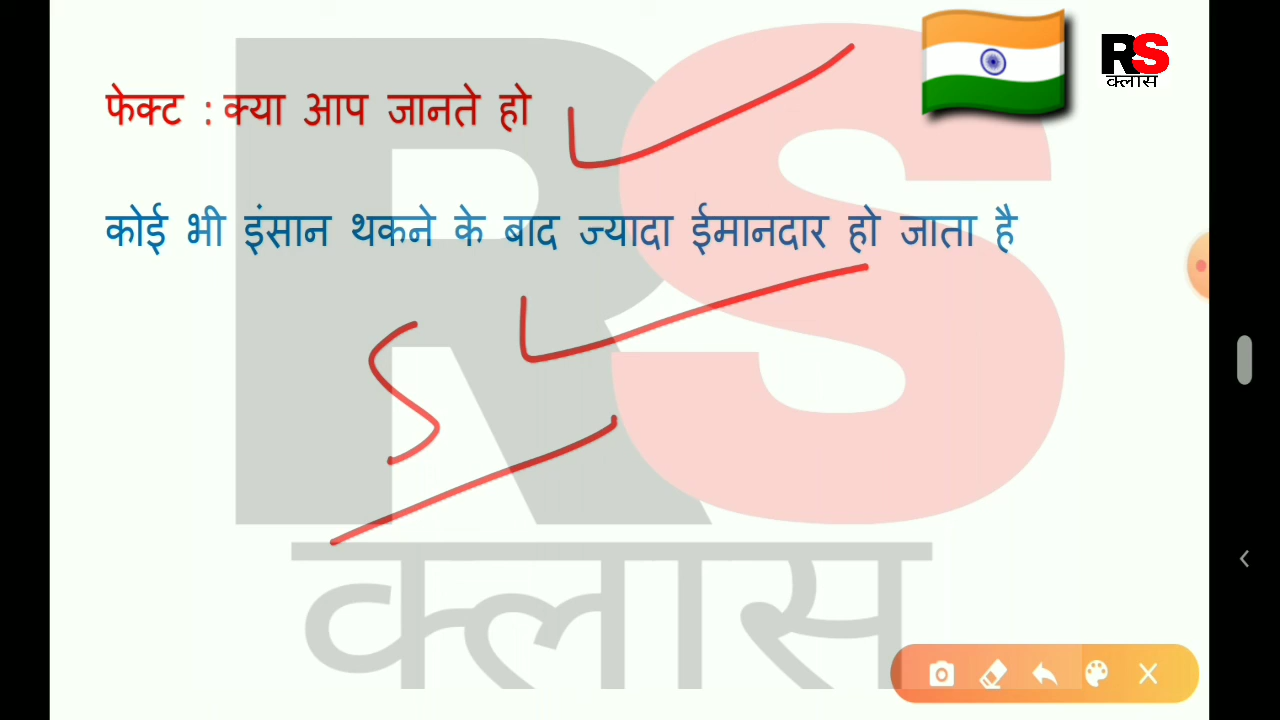 RS
क्लास
फेक्ट : क्या आप जानते हो
कोई भी इंसान थकने के बाद ज्यादा ईमानदार हो जाता है
S
RS
क्लास